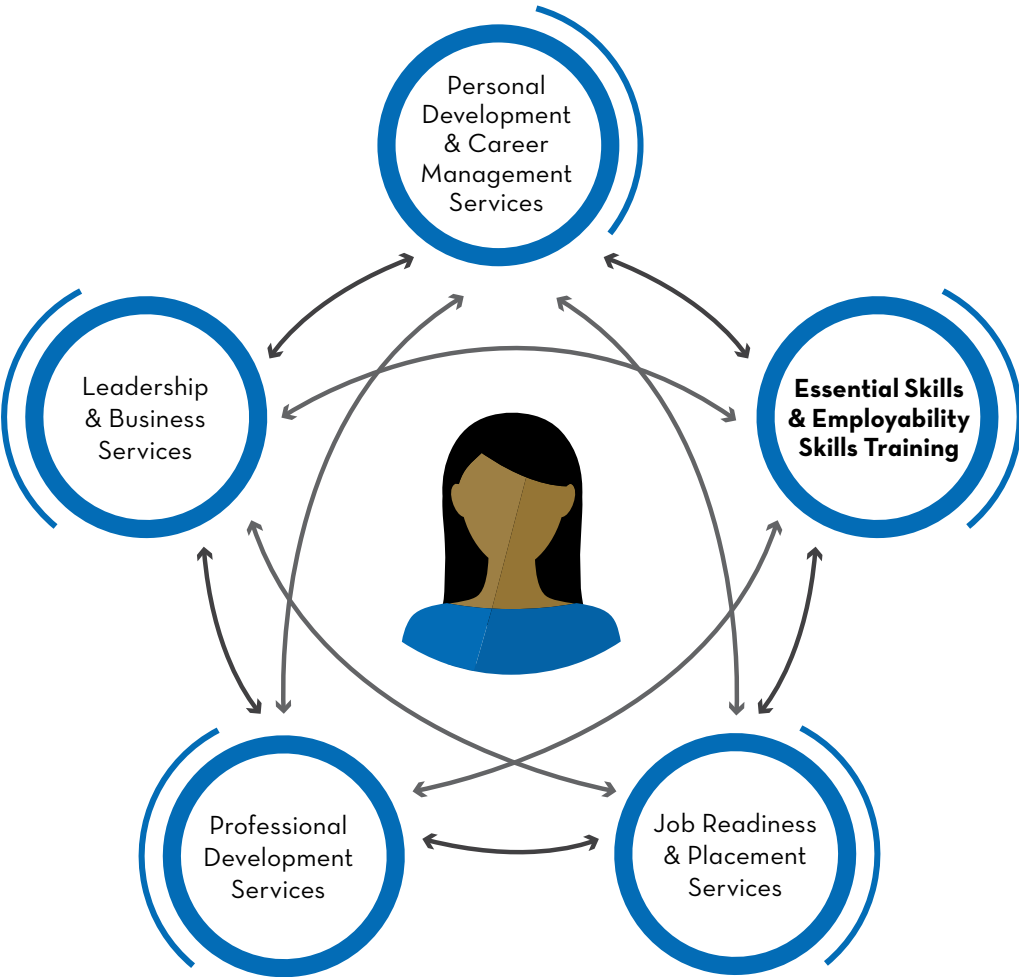 Personal
Development
& Career
Management
Services
Leadership
& Business
Services
Essential Skills
& Employability
Skills Training
Professional
Development
Services
Job Readiness
& Placement
Services